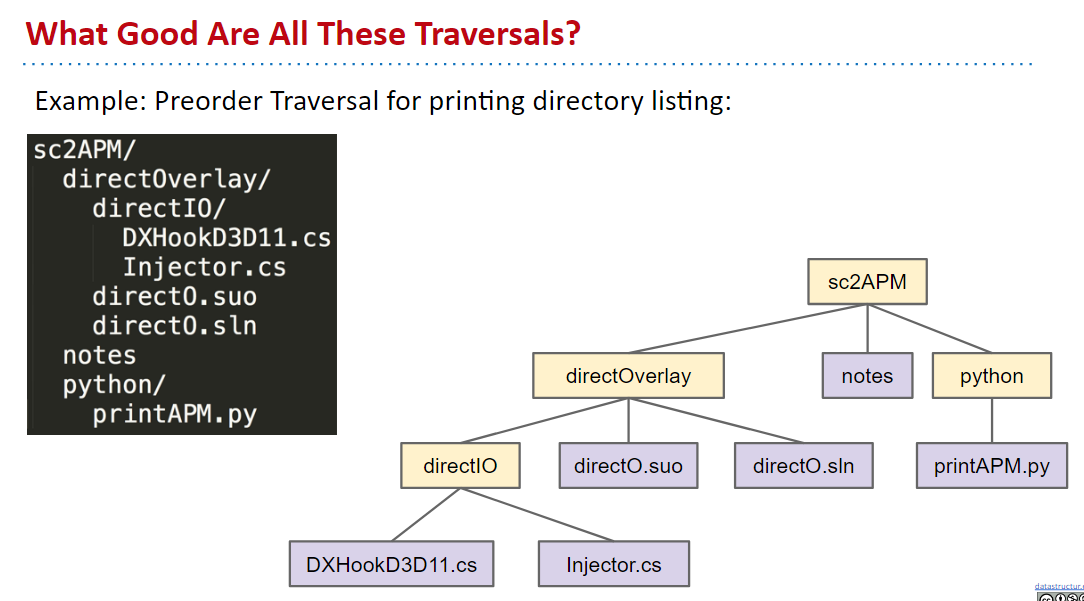 What Good Are All These Traversals?
Example: Preorder Traversal for printing directory listing:
sc2APM/
directOverlay/
directIO/
DXHookD3D11.cs
Injector.cs
directO.suo
directO.sln
notes
python/
printAPM.py
sc2APM
directOverlay
notes
python
directIO
directO.suo
directO.sln
printAPM.py
DXHookD3D11.cs
Injector.cs
datastructur.